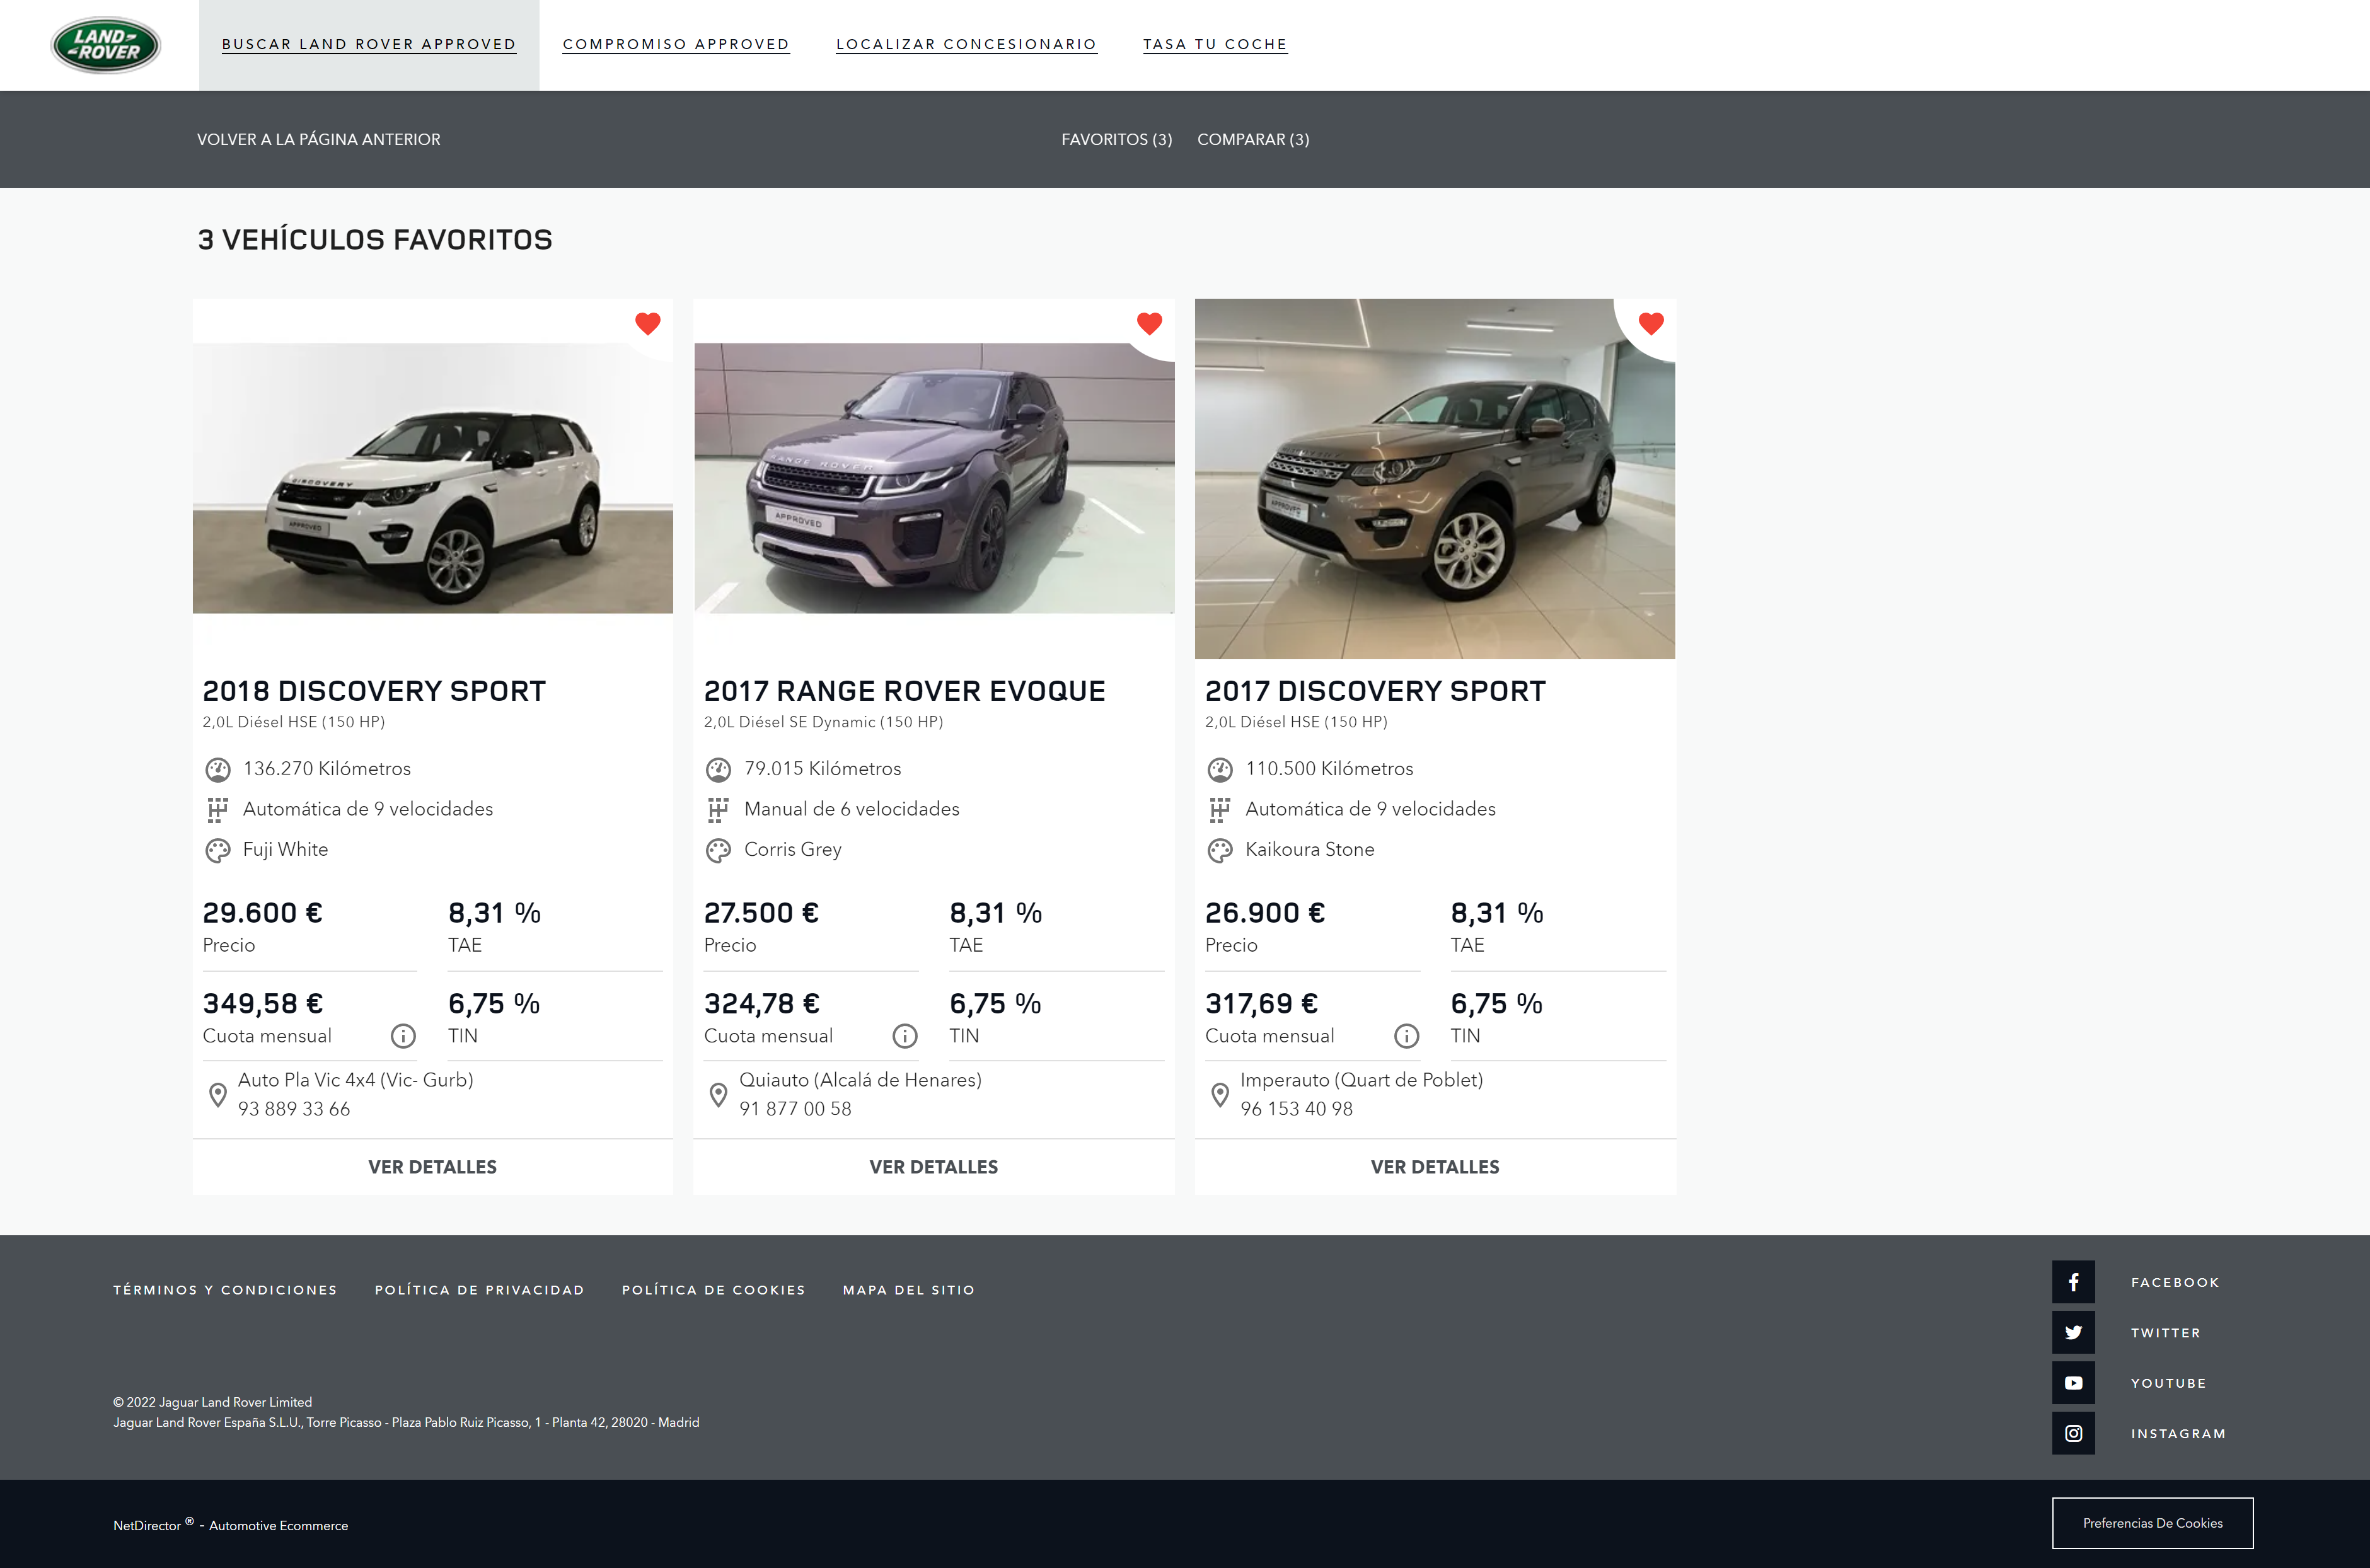 LAND ROVER
BUSCAR LAND ROVER APPROVED
COMPROMISO APPROVED
LOCALIZAR CONCESIONARIO
TASA TU COCHE
VOLVER A LA PÁGINA ANTERIOR
FAVORITOS (3)
COMPARAR (3)
3 VEHÍCULOS FAVORITOS
DISCOVERY
APPROVED
2018 DISCOVERY SPORT
2,0L Diésel HSE (150 HP)
136.270 Kilómetros
Automática de 9 velocidades
Fuji White
29.600 €
Precio
8,31 %
TAE
349,58 €
Cuota mensual
6,75 %
TIN
Auto Pla Vic 4x4 (Vic- Gurb)
93 889 33 66
VER DETALLES
RANGE ROVER
APPROVED
2017 RANGE ROVER EVOQUE
2,0L Diésel SE Dynamic (150 HP)
79.015 Kilómetros
Manual de 6 velocidades
Corris Grey
27.500 €
Precio
8,31 %
TAE
324,78 €
Cuota mensual
6,75 %
TIN
Quiauto (Alcalá de Henares)
91 877 00 58
VER DETALLES
DISCOVERY
APPROVED
2017 DISCOVERY SPORT
2,0L Diésel HSE (150 HP)
110.500 Kilómetros
Automática de 9 velocidades
Kaikoura Stone
26.900 €
Precio
8,31 %
TAE
317,69 €
Cuota mensual
6,75 %
TIN
Imperauto (Quart de Poblet)
96 153 40 98
VER DETALLES
TÉRMINOS Y CONDICIONES
POLÍTICA DE PRIVACIDAD
POLÍTICA DE COOKIES
MAPA DEL SITIO
FACEBOOK
TWITTER
YOUTUBE
INSTAGRAM
© 2022 Jaguar Land Rover Limited
Jaguar Land Rover España S.L.U., Torre Picasso - Plaza Pablo Ruiz Picasso, 1 - Planta 42, 28020 - Madrid
NetDirector ® - Automotive Ecommerce
Preferencias De Cookies